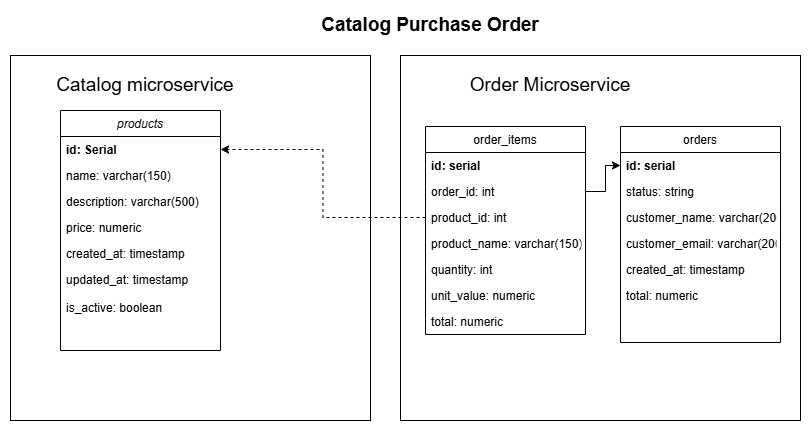 Catalog Purchase Order
Catalog microservice
products
id: Serial
name: varchar(150)
description: varchar(500)
price: numeric
created_at: timestamp
updated_at: timestamp
is_active: boolean
Order Microservice
order_items
id: serial
order_id: int
product_id: int
product_name: varchar(150)
quantity: int
unit_value: numeric
total: numeric
orders
id: serial
status: string
customer_name: varchar(20
customer_email: varchar(20
created_at: timestamp
total: numeric